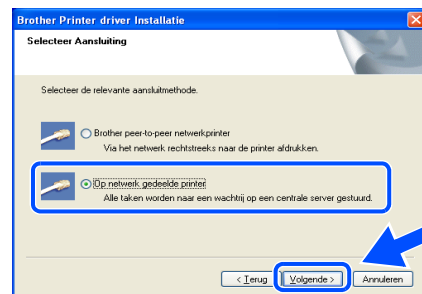 Brother Printer driver Installatie
Selecteer Aansluiting
Selecteer de relevante aansluitmethode.
Brother peer-to-peer netwerkprinter
Via het netwerk rechtstreeks naar de printer afdrukken.
Op netwerk gedeelde printer
Alle taken worden naar een wachtrij op een centrale server gestuurd.
< Terug Volgende > Annuleren